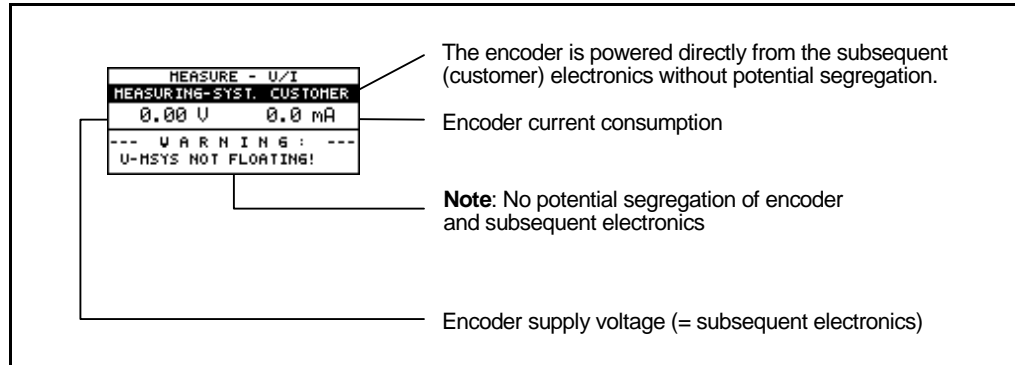 MEASURE - U/I
MEASURING-SYST. CUSTOMER
0.00 V 0.0 mA
--- WARNING: ---
U-MSYS NOT FLOATING!
The encoder is powered directly from the subsequent
(customer) electronics without potential segregation.
Encoder current consumption
Note: No potential segregation of encoder
and subsequent electronics
Encoder supply voltage (= subsequent electronics)